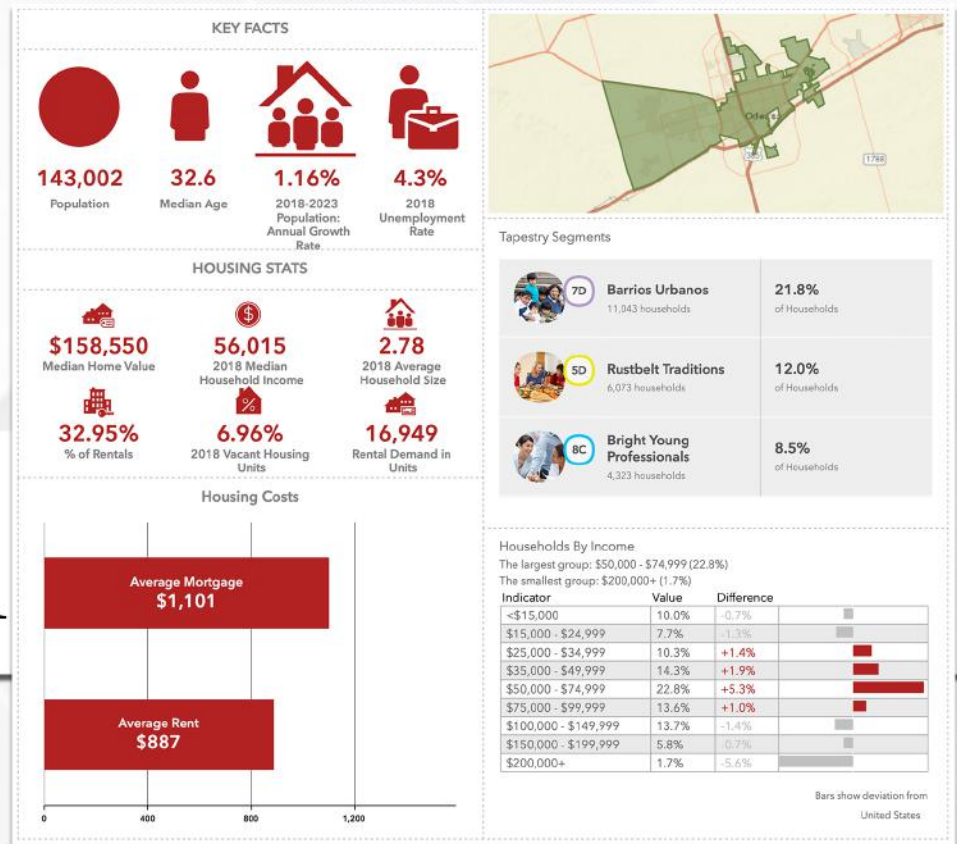 KEY FACTS
143,002
Population
32.6
Median Age
1.16%
2018-2023
Population:
Annual Growth
Rate
4.3%
2018
Unemployment
Rate
HOUSING STATS
$158,550
Median Home Value
56,015
2018 Median
Household Income
2.78
2018 Average
Household Size
32.95%
% of Rentals
6.96%
2018 Vacant Housing
Units
16,949
Rental Demand in
Units
Housing Costs
Average Mortgage
$1,101
Average Rent
$887
0 400 800 1,200
1788
Tapestry Segments
7D Barrios Urbanos 21.8%
11,043 households of Households
5D Rustbelt Traditions 12.0%
6,073 households of Households
8C Bright Young
Professionals 8.5%
4,323 households of Households
Households By Income
The largest group: $50,000 - $74,999 (22.8%)
The smallest group: $200,000+ (1.7%)
Indicator Value Difference
<$15,000 10.0% -0.7%
$15,000 - $24,999 7.7% -1.3%
$25,000 - $34,999 10.3% +1.4%
$35,000 - $49,999 14.3% +1.9%
$50,000 - $74,999 22.8% +5.3%
$75,000 - $99,999 13.6% +1.0%
$100,000 - $149,999 13.7% -1.4%
$150,000 - $199,999 5.8% -0.7%
$200,000+ 1.7% -5.6%
Bars show deviation from
United States